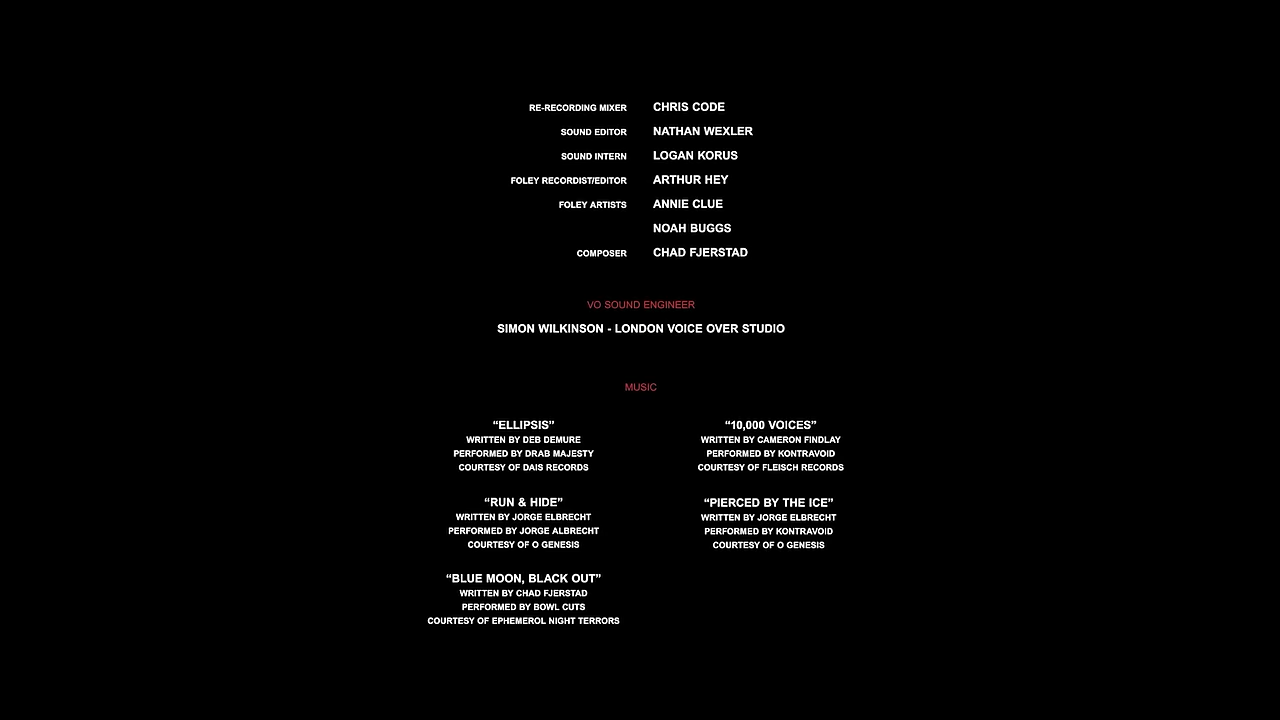 RE-RECORDING MIXER CHRIS CODE
SOUND EDITOR NATHAN WEXLER
SOUND INTERN LOGAN KORUS
FOLEY RECORDIST/EDITOR ARTHUR HEY
FOLEY ARTISTS ANNIE CLUE
NOAH BUGGS
COMPOSER CHAD FJERSTAD
VO SOUND ENGINEER
SIMON WILKINSON - LONDON VOICE OVER STUDIO
MUSIC
“ELLIPSIS”
WRITTEN BY DEB DEMURE
PERFORMED BY DRAB MAJESTY
COURTESY OF DAIS RECORDS
“10,000 VOICES”
WRITTEN BY CAMERON FINDLAY
PERFORMED BY KONTRAVOID
COURTESY OF FLEISCH RECORDS
“RUN & HIDE”
WRITTEN BY JORGE ELBRECHT
PERFORMED BY JORGE ALBRECHT
COURTESY OF O GENESIS
“PIERCED BY THE ICE”
WRITTEN BY JORGE ELBRECHT
PERFORMED BY KONTRAVOID
COURTESY OF O GENESIS
“BLUE MOON, BLACK OUT”
WRITTEN BY CHAD FJERSTAD
PERFORMED BY BOWL CUTS
COURTESY OF EPHEMEROL NIGHT TERRORS